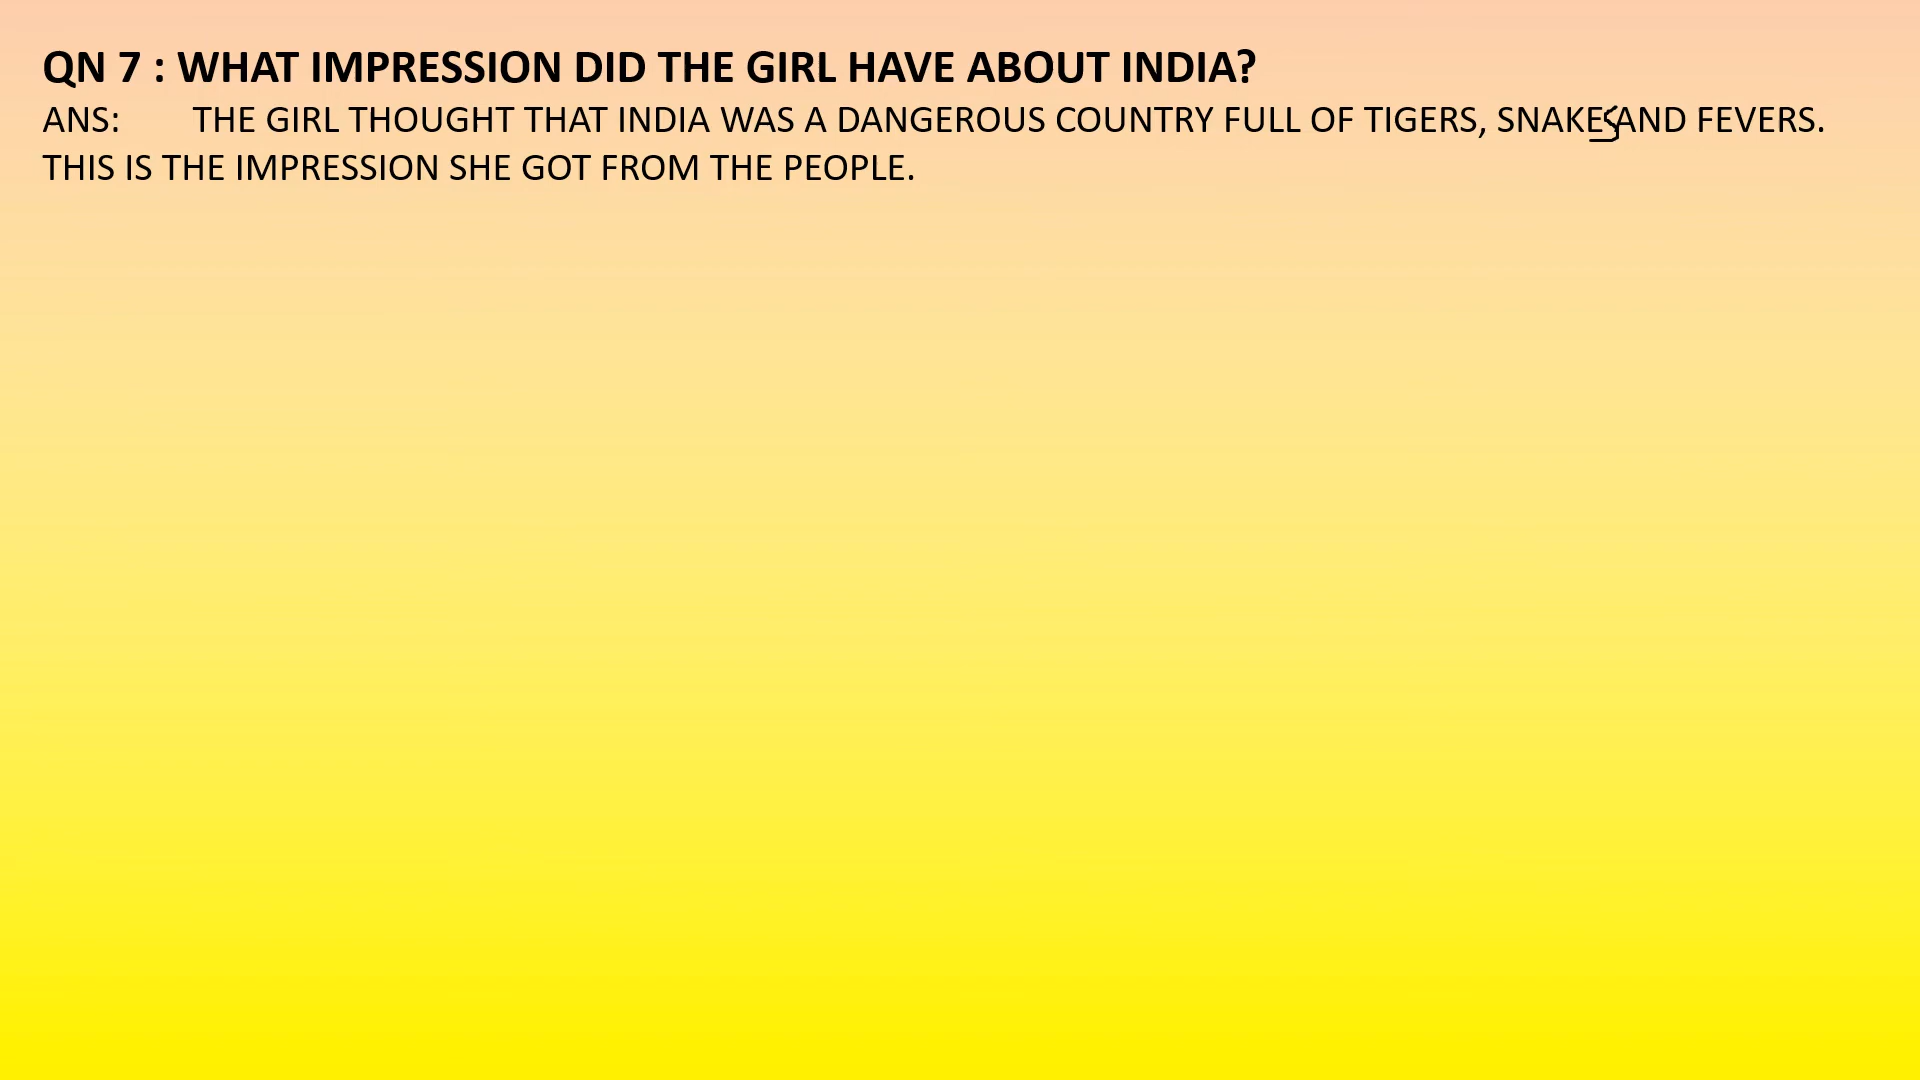 QN 7 : WHAT IMPRESSION DID THE GIRL HAVE ABOUT INDIA?
ANS: THE GIRL THOUGHT THAT INDIA WAS A DANGEROUS COUNTRY FULL OF TIGERS, SNAKES AND FEVERS.
THIS IS THE IMPRESSION SHE GOT FROM THE PEOPLE.